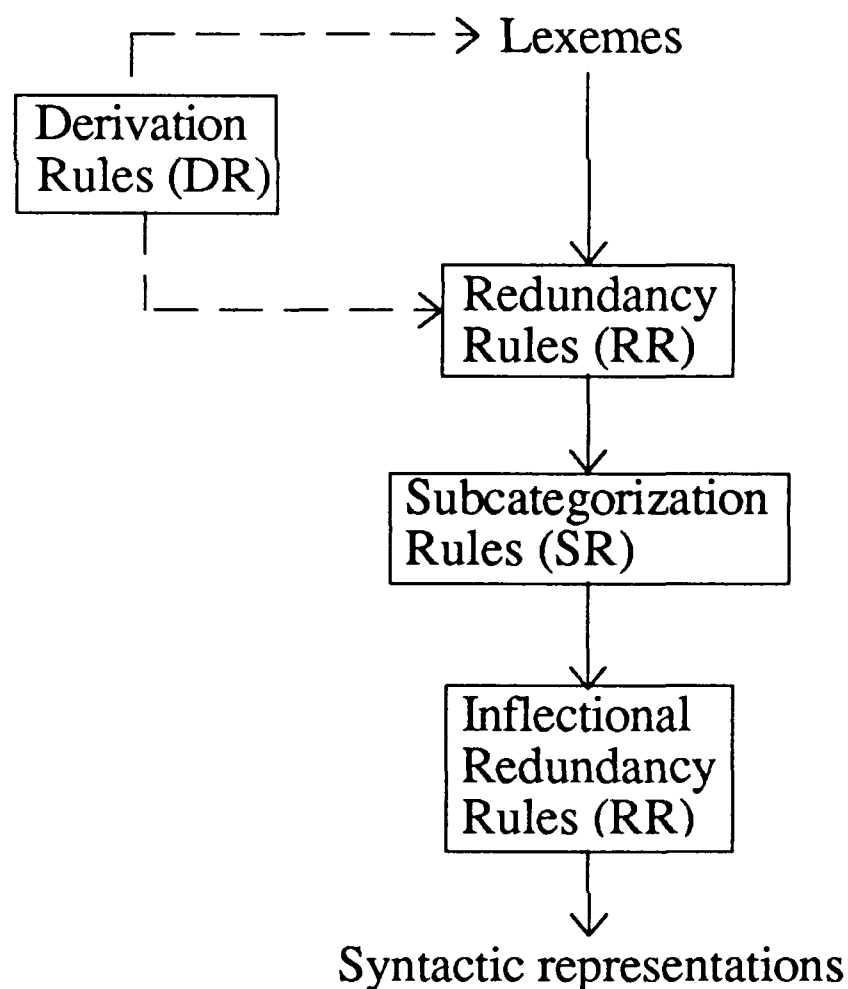 Lexemes
Derivation
Rules (DR)
Redundancy
Rules (RR)
Subcategorization
Rules (SR)
Inflectional
Redundancy
Rules (RR)
Syntactic representations